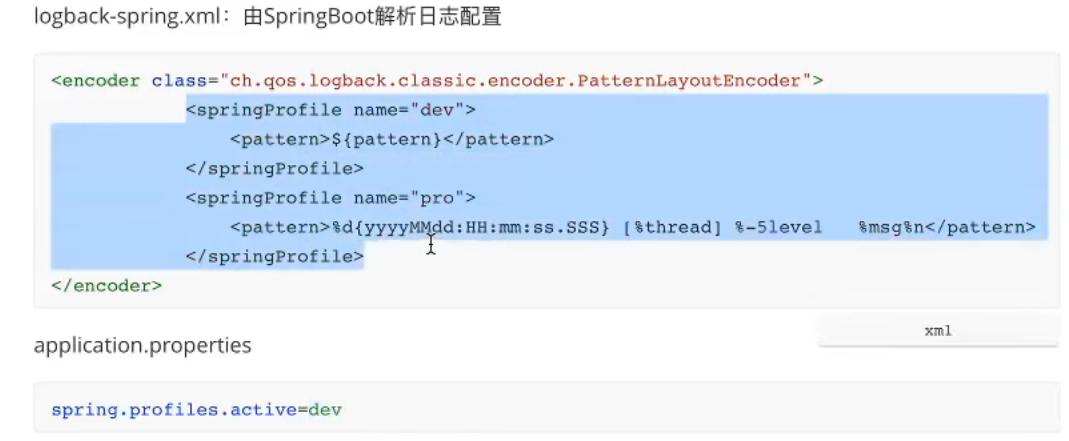 logback-spring.xml：由SpringBoot解析日志配置
<encoder class="ch.qos.logback.classic.encoder.PatternLayoutEncoder">
<springProfile name="dev">
<pattern>${pattern}</pattern>
</springProfile>
<springProfile name="pro">
<pattern>%d{yyyyMMdd:HH:mm:ss.SSS} [%thread] %-5level %msg%n</pattern>
</springProfile>
</encoder>
xml
application.properties
spring.profiles.active=dev